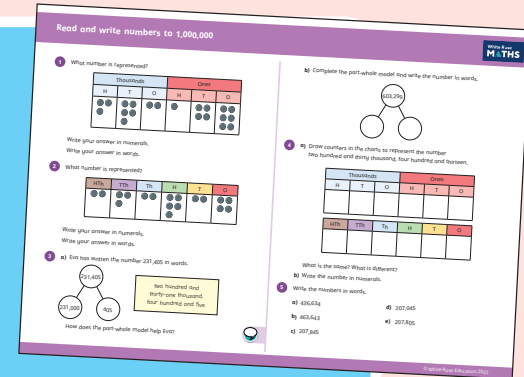 Read and write numbers to 1,000,000
White Rose
MATHS
1 What number is represented?
Thousands Ones
H T O H T O
Write your answer in numerals.
Write your answer in words.
2 What number is represented?
HTh TTh Th H T O
Write your answer in numerals.
Write your answer in words.
3 a) Eva has written the number 231,405 in words.
231,405
231,000 405
two hundred and
thirty-one thousand,
four hundred and five
How does the part-whole model help Eva?
b) Complete the part-whole model and write the number in words.
603,290
4 a) Draw counters in the charts to represent the number
two hundred and thirty thousand, four hundred and thirteen.
Thousands Ones
H T O H T O
HTh TTh Th H T O
What is the same? What is different?
b) Write the number in numerals.
5 Write the numbers in words.
a) 436,634 d) 207,045
b) 463,643 e) 207,805
c) 207,845
© White Rose Education 2022